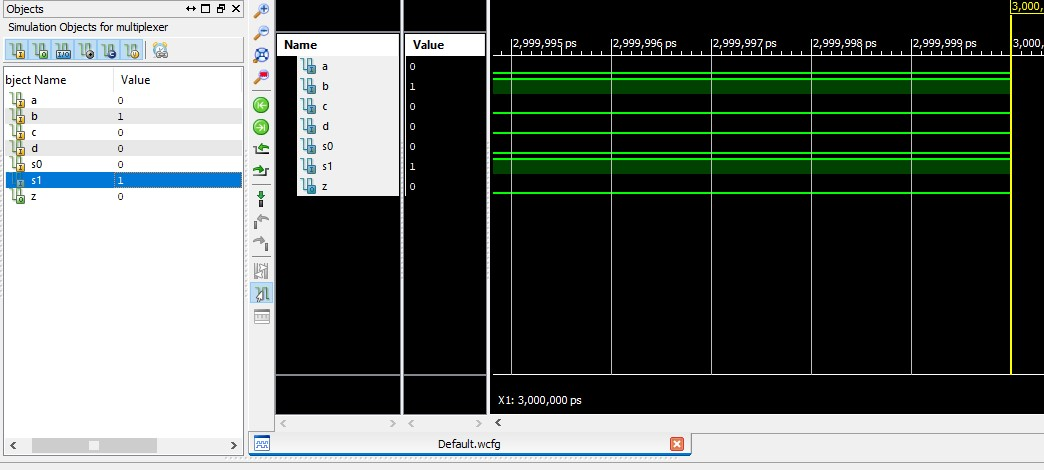 Objects
Simulation Objects for multiplexer
bject Name Value
a 0
b 1
c 0
d 0
s0 0
s1 1
z 0
Name Value
a 0
b 1
c 0
d 0
s0 0
s1 1
z 0
3,000,
2,999,995 ps 2,999,996 ps 2,999,997 ps 2,999,998 ps 2,999,999 ps 3,000,
X1: 3,000,000 ps
Default.wcfg